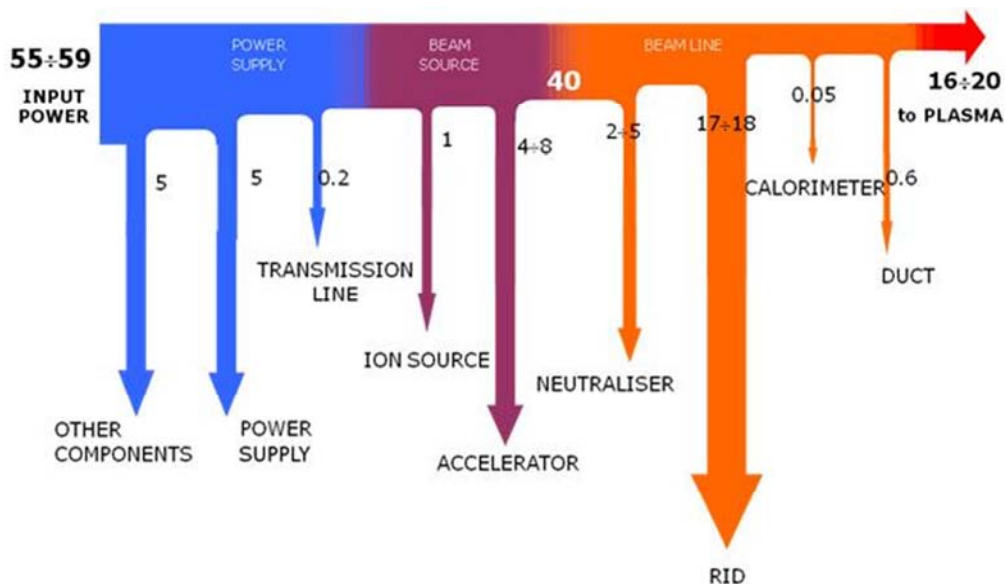 55÷59
INPUT
POWER
POWER
SUPPLY
BEAM
SOURCE
BEAM LINE
40
16÷20
to PLASMA
5
5
0.2
1
4÷8
2÷5
17÷18
0.05
0.6
TRANSMISSION
LINE
ION SOURCE
CALORIMETER
DUCT
NEUTRALISER
OTHER
COMPONENTS
POWER
SUPPLY
ACCELERATOR
RID